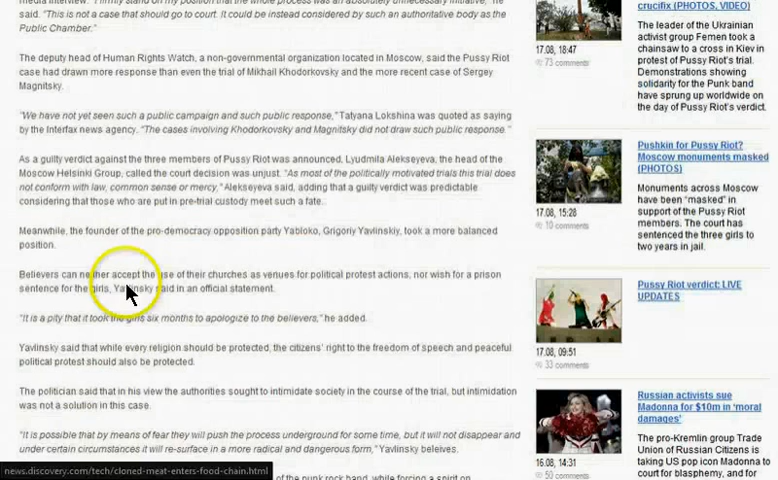 media interview. "I firmly stand on my position that the whole process was an absolutely unnecessary initiative," he
said. "This is not a case that should go to court. It could be instead considered by such an authoritative body as the
Public Chamber."
The deputy head of Human Rights Watch, a non-governmental organization located in Moscow, said the Pussy Riot
case had drawn more response than even the trial of Mikhail Khodorkovsky and the more recent case of Sergey
Magnitsky.
"We have not yet seen such a public campaign and such public response," Tatyana Lokshina was quoted as saying
by the Interfax news agency. "The cases involving Khodorkovsky and Magnitsky did not draw such public response."
As a guilty verdict against the three members of Pussy Riot was announced, Lyudmila Alekseyeva, the head of the
Moscow Helsinki Group, called the court decision was unjust. "As most of the politically motivated trials this trial does
not conform with law, common sense or mercy," Alekseyeva said, adding that a guilty verdict was predictable
considering that those who are put in pre-trial custody meet such a fate.
Meanwhile, the founder of the pro-democracy opposition party Yabloko, Grigoriy Yavlinskiy, took a more balanced
position.
Believers can neither accept the use of their churches as venues for political protest actions, nor wish for a prison
sentence for the girls, Yavlinsky said in an official statement.
"It is a pity that it took the girls six months to apologize to the believers," he added.
Yavlinsky said that while every religion should be protected, the citizens' right to the freedom of speech and peaceful
political protest should also be protected.
The politician said that in his view the authorities sought to intimidate society in the course of the trial, but intimidation
was not a solution in this case.
"It is possible that by means of fear they will push the process underground for some time, but it will not disappear and
under certain circumstances it will re-surface in a more radical and dangerous form," Yavlinsky beleives.
of the punk rock band, while forcing a spirit on
news.discovery.com/tech/cloned-meat-enters-food-chain.html
crucifix (PHOTOS, VIDEO)
The leader of the Ukrainian
activist group Femen took a
chainsaw to a cross in Kiev in
protest of Pussy Riot's trial.
Demonstrations showing
solidarity for the Punk band
have sprung up worldwide on
the day of Pussy Riot's verdict.
17.08, 18:47
73 comments
Pushkin for Pussy Riot?
Moscow monuments masked
(PHOTOS)
Monuments across Moscow
have been "masked" in
support of the Pussy Riot
members. The court has
sentenced the three girls to
two years in jail.
17.08, 15:28
10 comments
Pussy Riot verdict: LIVE
UPDATES
17.08, 09:51
33 comments
Russian activists sue
Madonna for $10m in 'moral
damages'
The pro-Kremlin group Trade
Union of Russian Citizens is
taking US pop icon Madonna to
court for blasphemy, and for
16.08, 14:31
50 comments